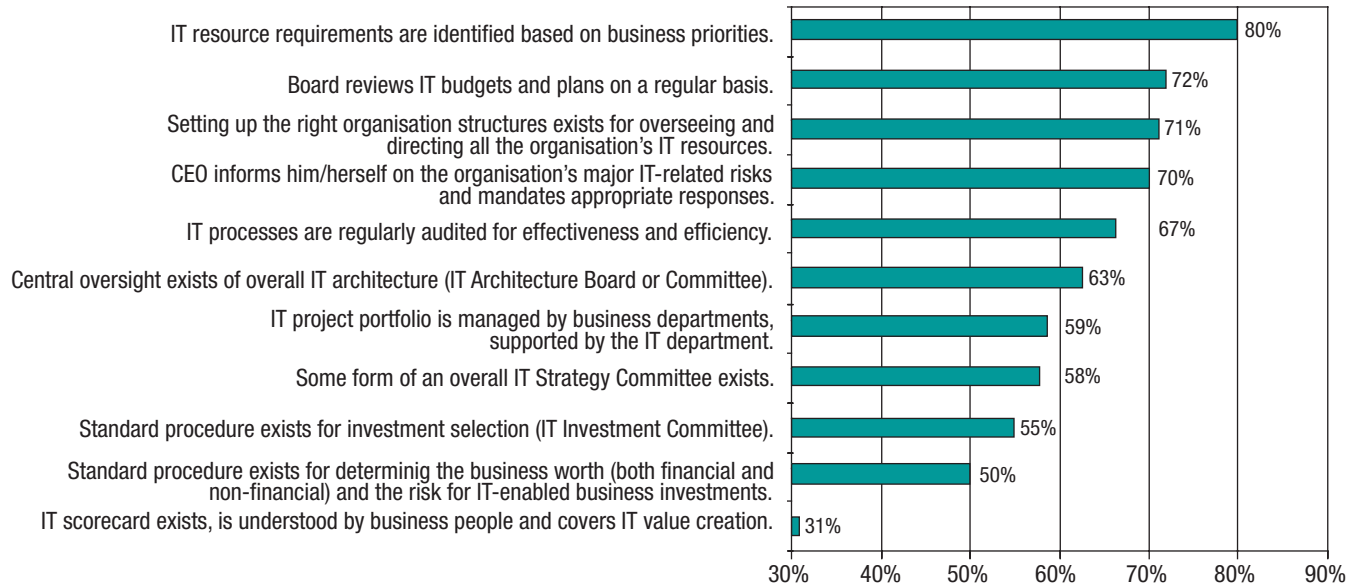 IT resource requirements are identified based on business priorities.
80%
Board reviews IT budgets and plans on a regular basis.
72%
Setting up the right organisation structures exists for overseeing and
directing all the organisation's IT resources.
71%
CEO informs him/herself on the organisation's major IT-related risks
and mandates appropriate responses.
70%
IT processes are regularly audited for effectiveness and efficiency.
67%
Central oversight exists of overall IT architecture (IT Architecture Board or Committee).
63%
IT project portfolio is managed by business departments,
supported by the IT department.
59%
Some form of an overall IT Strategy Committee exists.
58%
Standard procedure exists for investment selection (IT Investment Committee).
55%
Standard procedure exists for determining the business worth (both financial and
non-financial) and the risk for IT-enabled business investments.
50%
IT scorecard exists, is understood by business people and covers IT value creation.
31%
30% 40% 50% 60% 70% 80% 90%